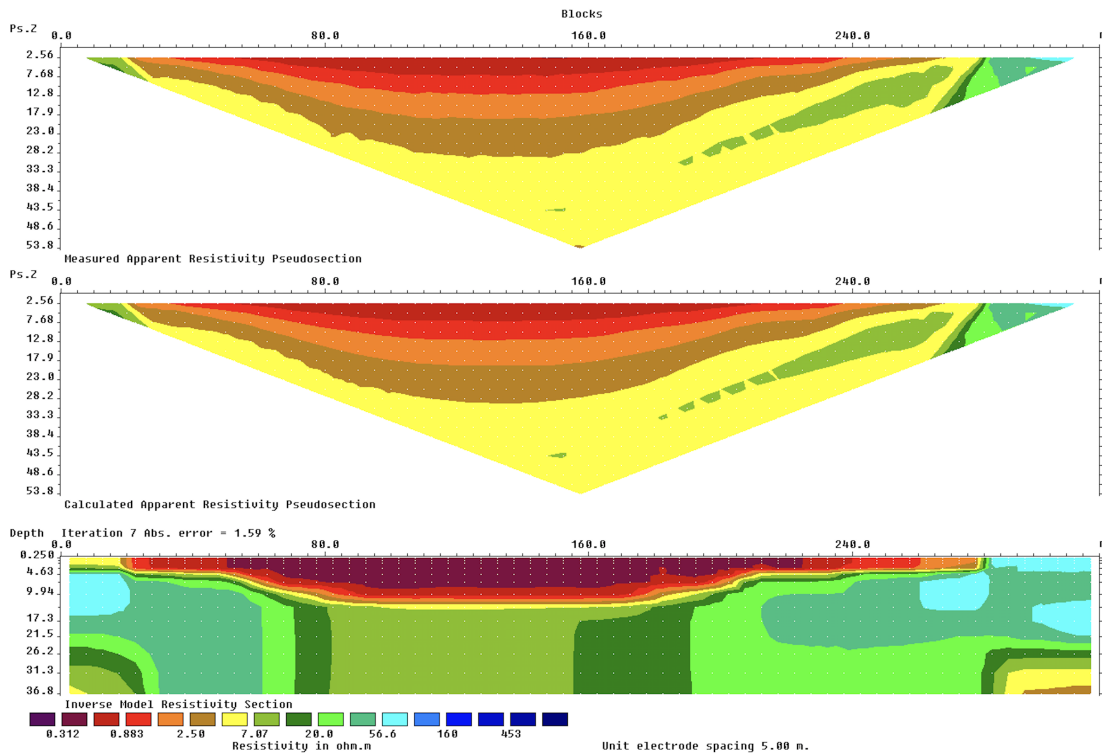 Blocks
Ps.Z
0.0 80.0 160.0 240.0
2.56
7.68
12.8
17.9
23.0
28.2
33.3
38.4
43.5
48.6
53.8
Measured Apparent Resistivity Pseudosection
Ps.Z
0.0 80.0 160.0 240.0
2.56
7.68
12.8
17.9
23.0
28.2
33.3
38.4
43.5
48.6
53.8
Calculated Apparent Resistivity Pseudosection
Depth Iteration 7 Abs. error = 1.59 %
0.0 80.0 160.0 240.0
0.250
4.63
9.94
17.3
21.5
26.2
31.3
36.8
Inverse Model Resistivity Section
0.312 0.883 2.50 7.07 20.0 56.6 160 453
Resistivity in ohm.m Unit electrode spacing 5.00 m.